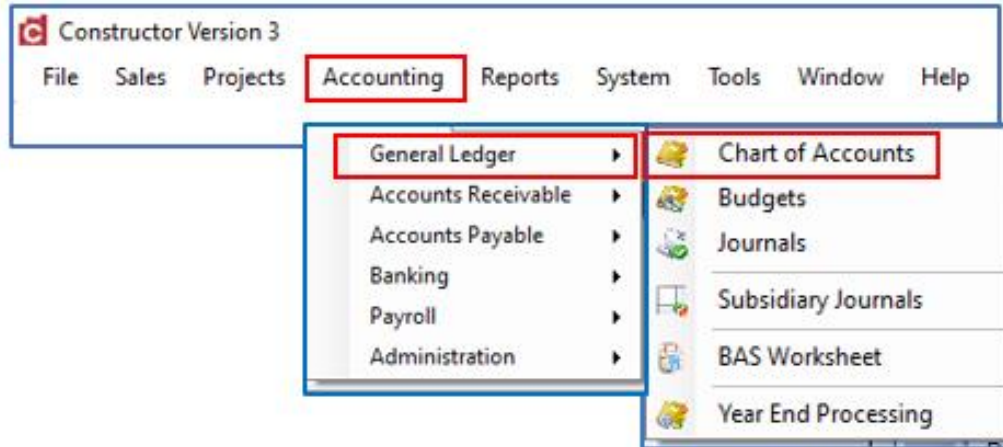 Constructor Version 3
File Sales Projects Accounting Reports System Tools Window Help
General Ledger
Accounts Receivable
Accounts Payable
Banking
Payroll
Administration
Chart of Accounts
Budgets
Journals
Subsidiary Journals
BAS Worksheet
Year End Processing